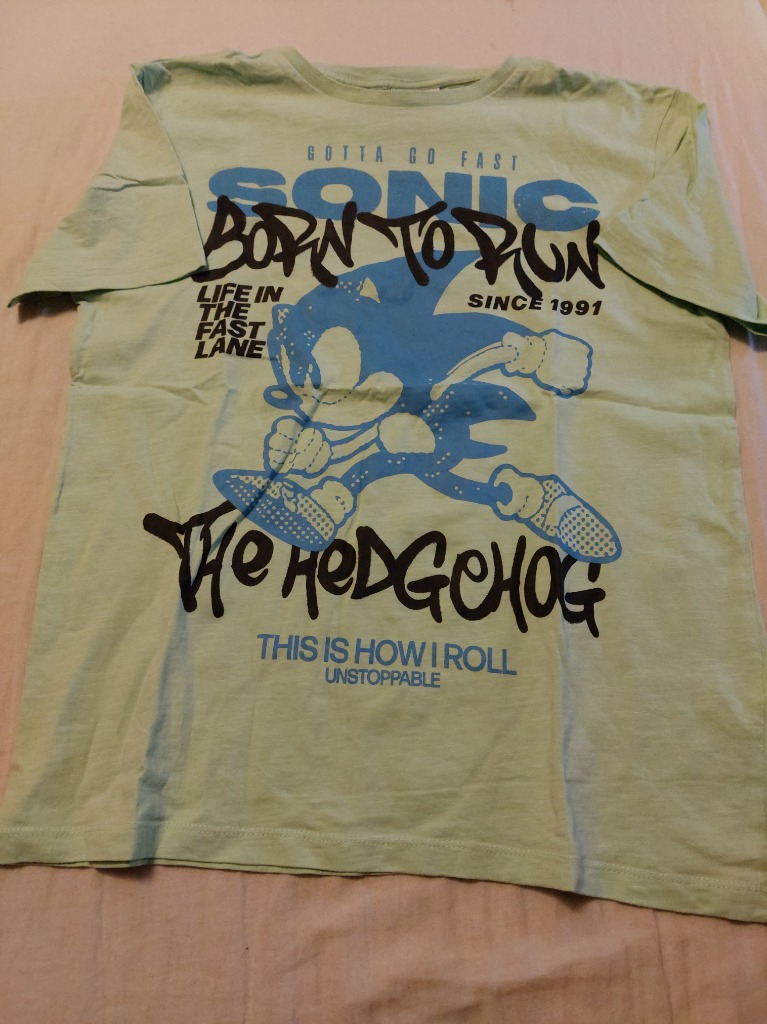 GOTTA GO FAST
SONIC
BORN TO RUN
LIFE IN
THE
FAST
LANE
SINCE 1991
THe HeDGeHOG
THIS IS HOW I ROLL
UNSTOPPABLE